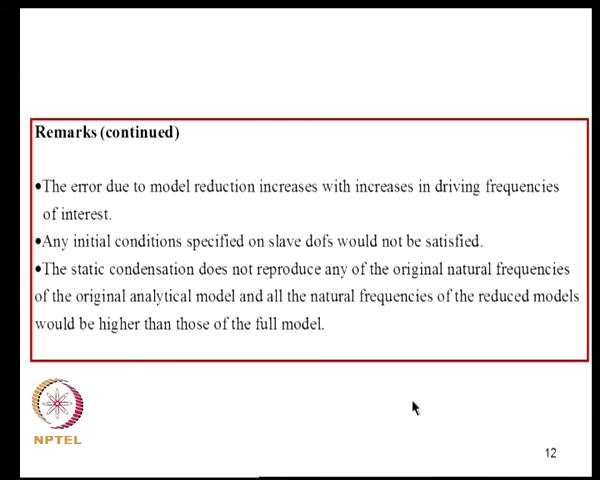 Remarks (continued)
•The error due to model reduction increases with increases in driving frequencies
of interest.
•Any initial conditions specified on slave dofs would not be satisfied.
•The static condensation does not reproduce any of the original natural frequencies
of the original analytical model and all the natural frequencies of the reduced models
would be higher than those of the full model.
NPTEL
12